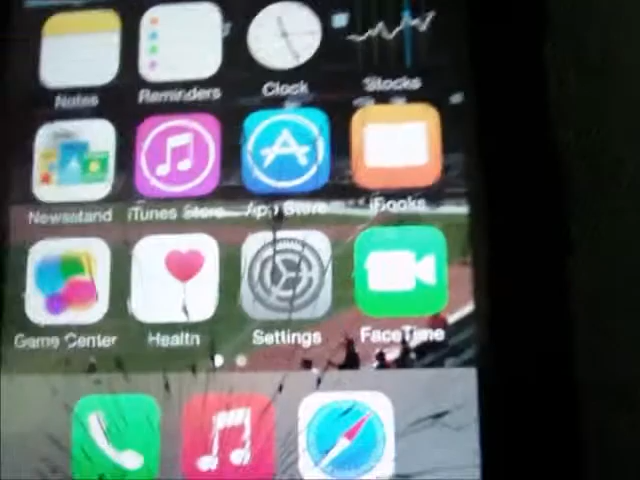 Notes Reminders Clock Stocks
Newsstand iTunes Store App Store iBooks
Game Center Health Settings FaceTime